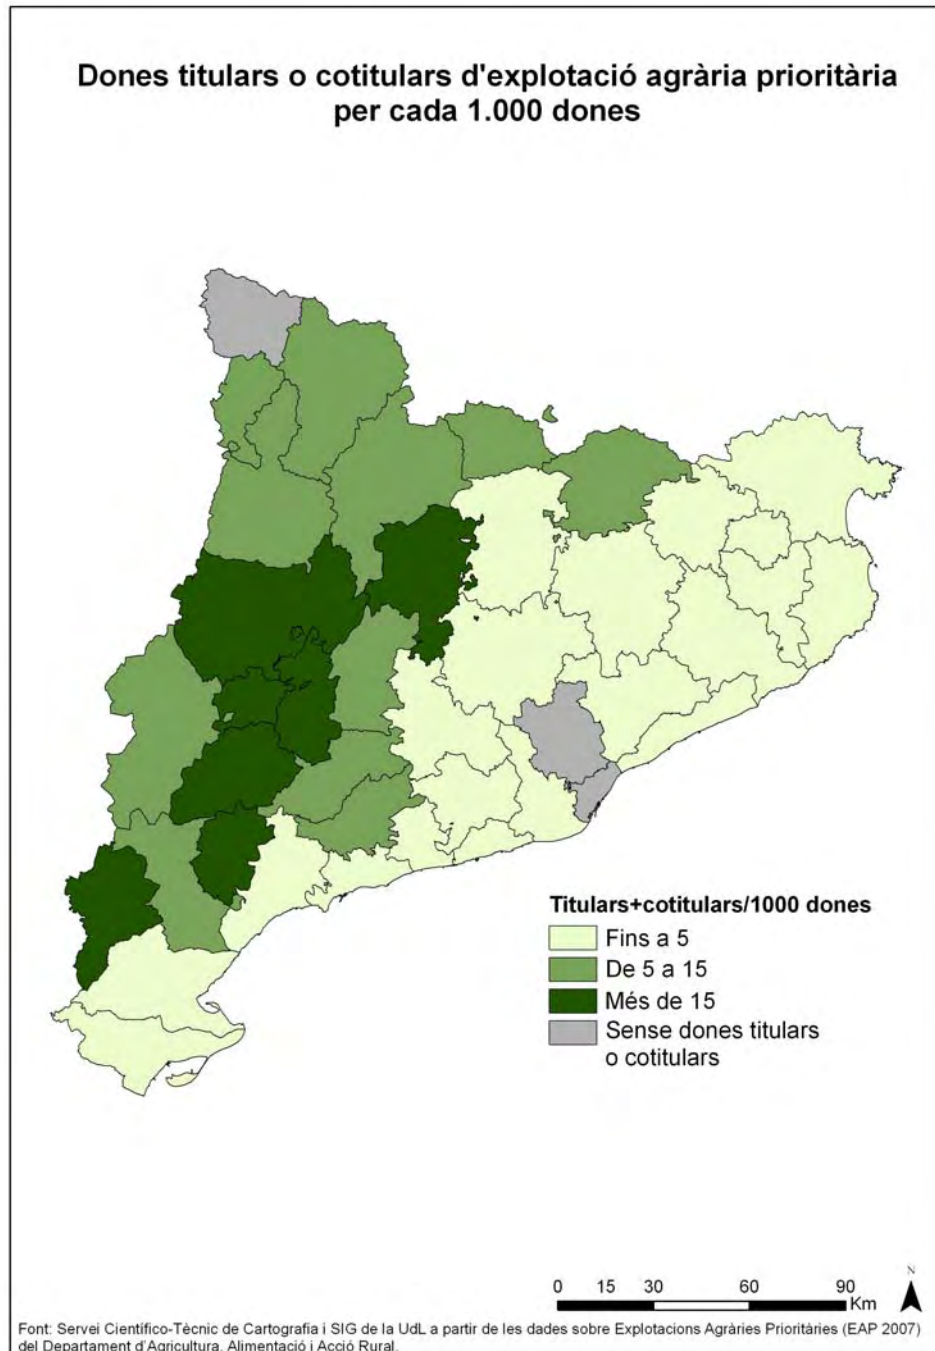 Dones titulars o cotitulars d'explotació agrària prioritària
per cada 1.000 dones
Titulars+cotitulars/1000 dones
Fins a 5
De 5 a 15
Més de 15
Sense dones titulars
o cotitulars
N
0 15 30 60 90
Km
Font: Servei Científico-Tècnic de Cartografia i SIG de la UdL a partir de les dades sobre Explotacions Agràries Prioritàries (EAP 2007)
del Departament d'Agricultura, Alimentació i Acció Rural.